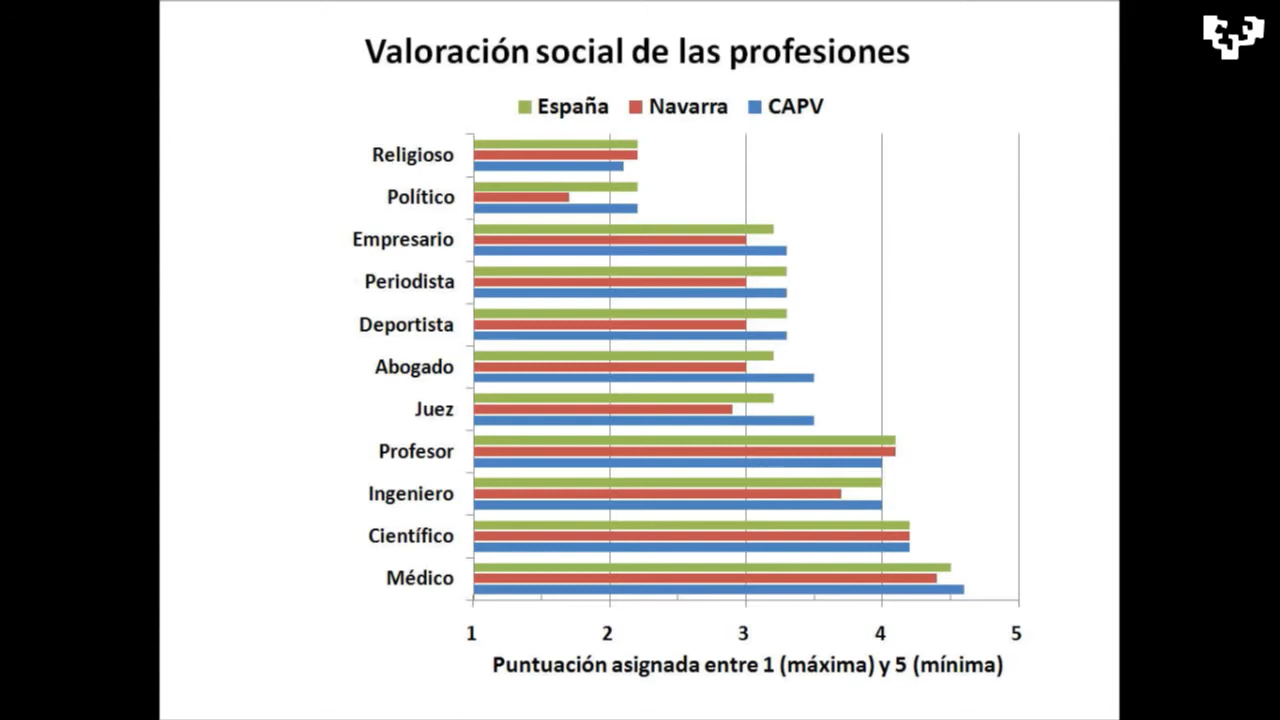 Valoración social de las profesiones
España Navarra CAPV
Religioso
Político
Empresario
Periodista
Deportista
Abogado
Juez
Profesor
Ingeniero
Científico
Médico
1 2 3 4 5
Puntuación asignada entre 1 (máxima) y 5 (mínima)